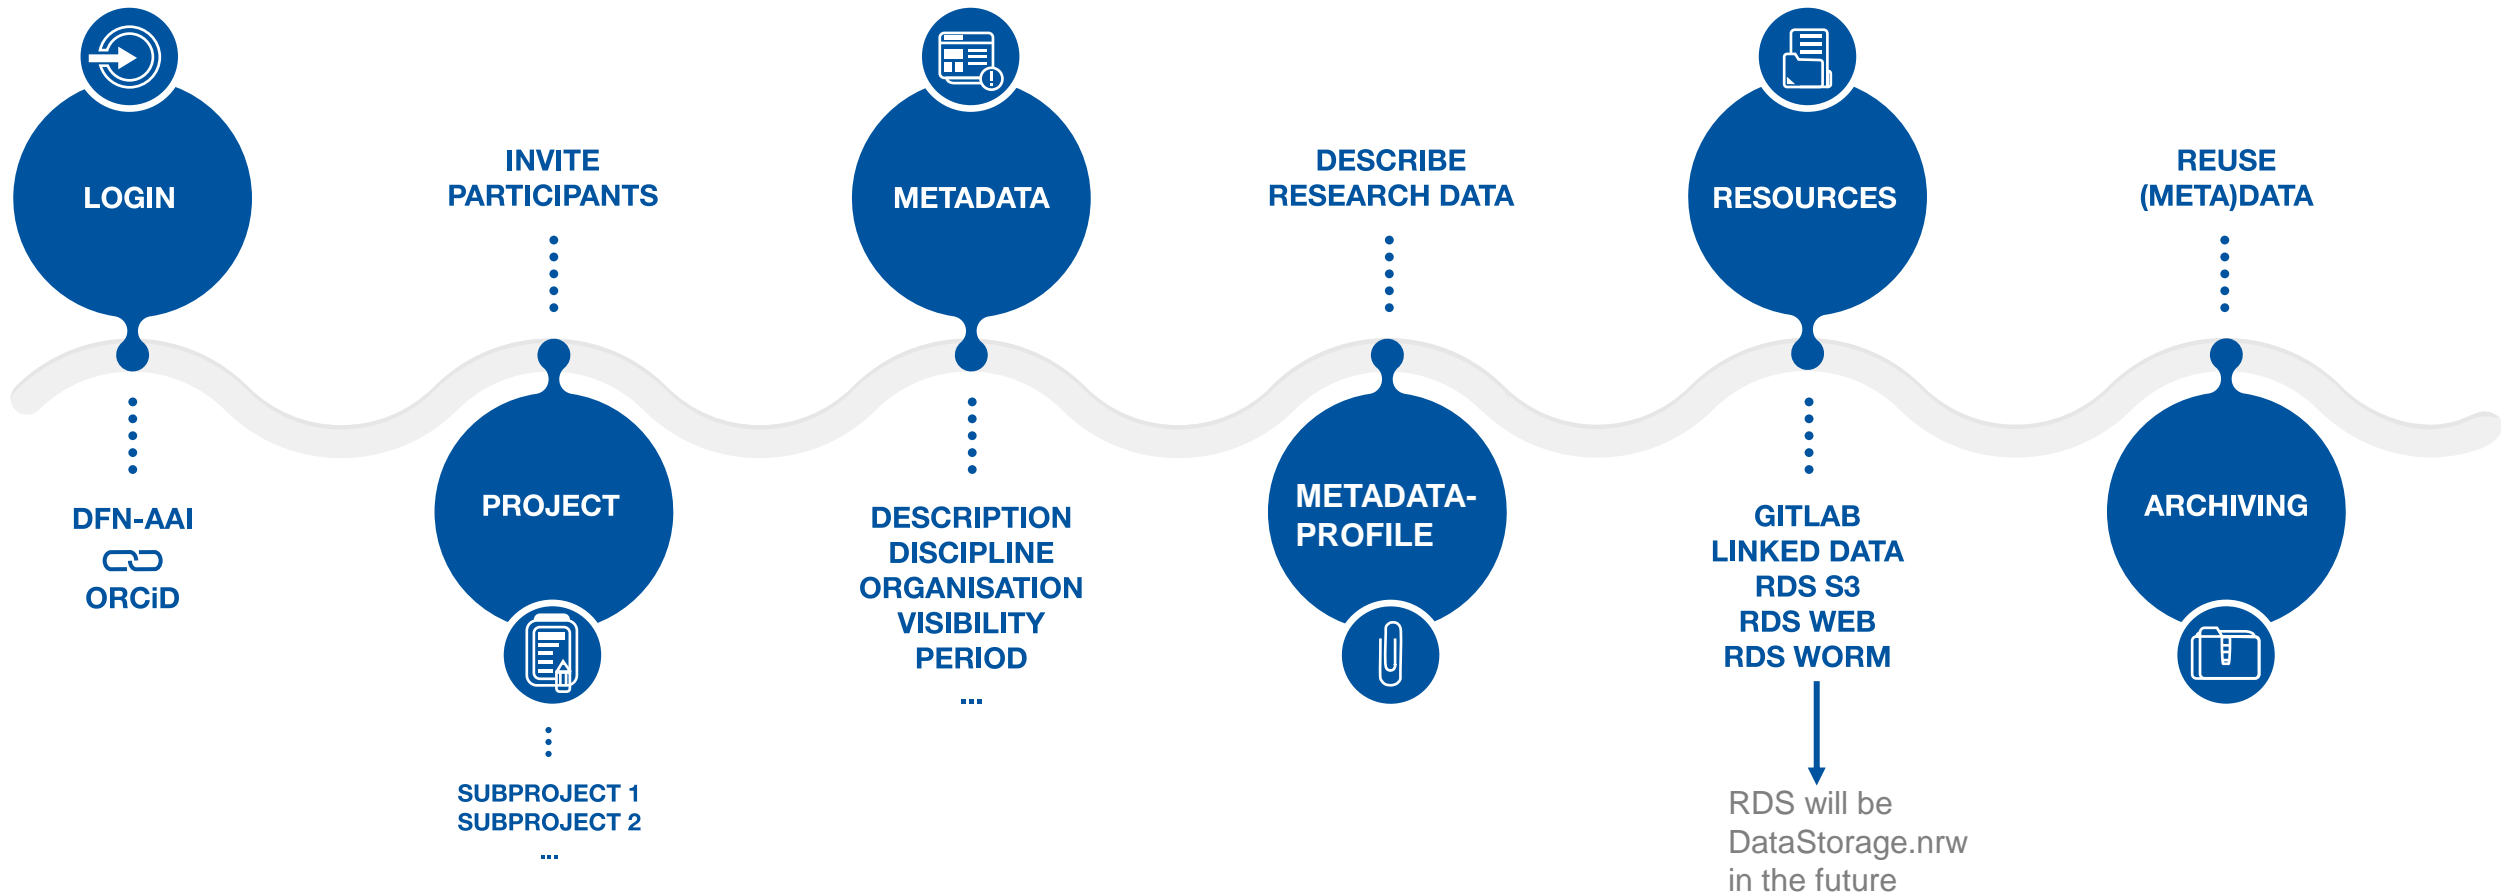 LOGIN
DFN-AAI
ORCiD
INVITE
PARTICIPANTS
PROJECT
SUBPROJECT 1
SUBPROJECT 2
...
METADATA
DESCRIPTION
DISCIPLINE
ORGANISATION
VISIBILITY
PERIOD
...
DESCRIBE
RESEARCH DATA
METADATA-
PROFILE
RESOURCES
GITLAB
LINKED DATA
RDS S3
RDS WEB
RDS WORM
RDS will be
DataStorage.nrw
in the future
REUSE
(META)DATA
ARCHIVING